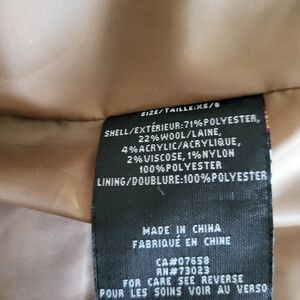 SIZE/TAILLE:XS/S
SHELL/EXTÉRIEUR:71%POLYESTER,
22%WOOL/LAINE,
4%ACRYLIC/ACRYLIQUE,
2%VISCOSE,1%NYLON
100%POLYESTER
LINING/DOUBLURE:100%POLYESTER
MADE IN CHINA
FABRIQUÉ EN CHINE
CA#07658
RN#73023
FOR CARE SEE REVERSE
POUR LES SOINS VOIR AU VERSO